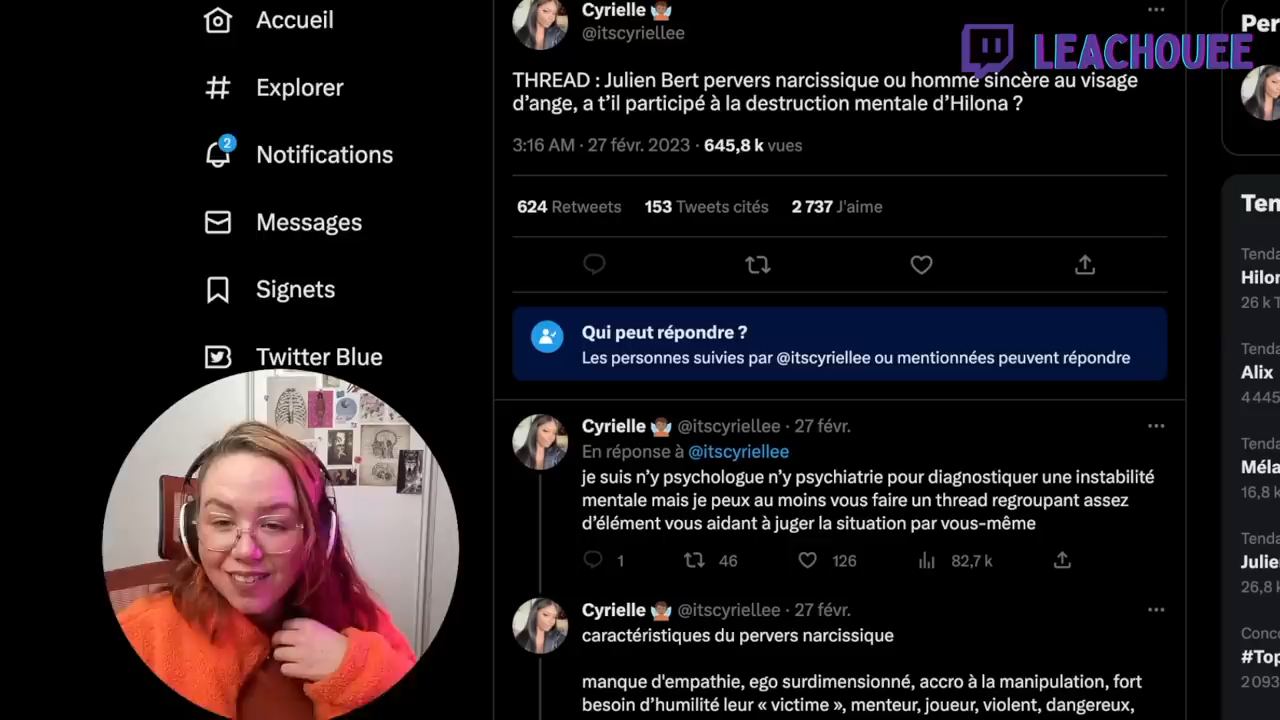 Accueil
Explorer
2
Notifications
Messages
Signets
Twitter Blue
Cyrielle
@itscyriellee
THREAD : Julien Bert pervers narcissique ou homme sincère au visage
d’ange, a t’il participé à la destruction mentale d’Hilona ?
3:16 AM · 27 févr. 2023 · 645,8 k vues
624 Retweets 153 Tweets cités 2 737 J'aime
Qui peut répondre ?
Les personnes suivies par @itscyriellee ou mentionnées peuvent répondre
Cyrielle @itscyriellee · 27 févr.
En réponse à @itscyriellee
je suis n’y psychologue n’y psychiatrie pour diagnostiquer une instabilité
mentale mais je peux au moins vous faire un thread regroupant assez
d’élément vous aidant à juger la situation par vous-même
1 46 126 82,7 k
Cyrielle @itscyriellee · 27 févr.
caractéristiques du pervers narcissique
manque d'empathie, ego surdimensionné, accro à la manipulation, fort
besoin d’humilité leur « victime », menteur, joueur, violent, dangereux,
LEACHOUEE
Per
Ten
Tenda
Hilon
26 k T
Tenda
Alix
4 445
Tenda
Méla
16,8 k
Tenda
Julie
26,8 k
Conc
#Top
2 093